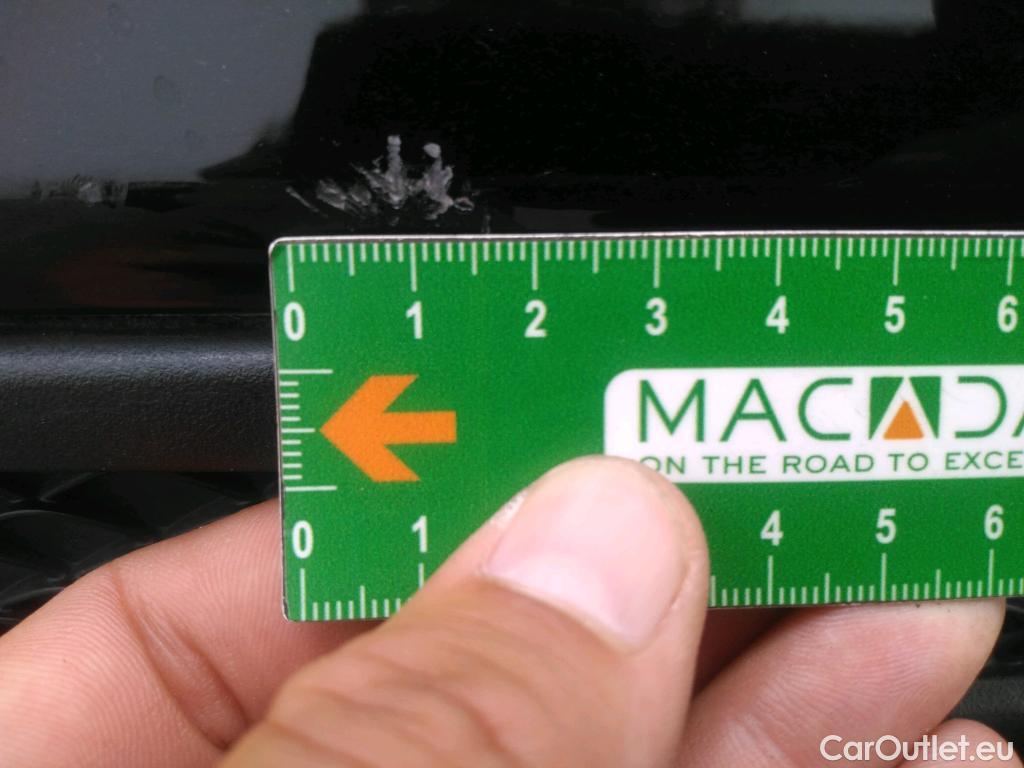 0 1 2 3 4 5 6
MACADA
ON THE ROAD TO EXCE
0 1 4 5 6
CarOutlet.eu